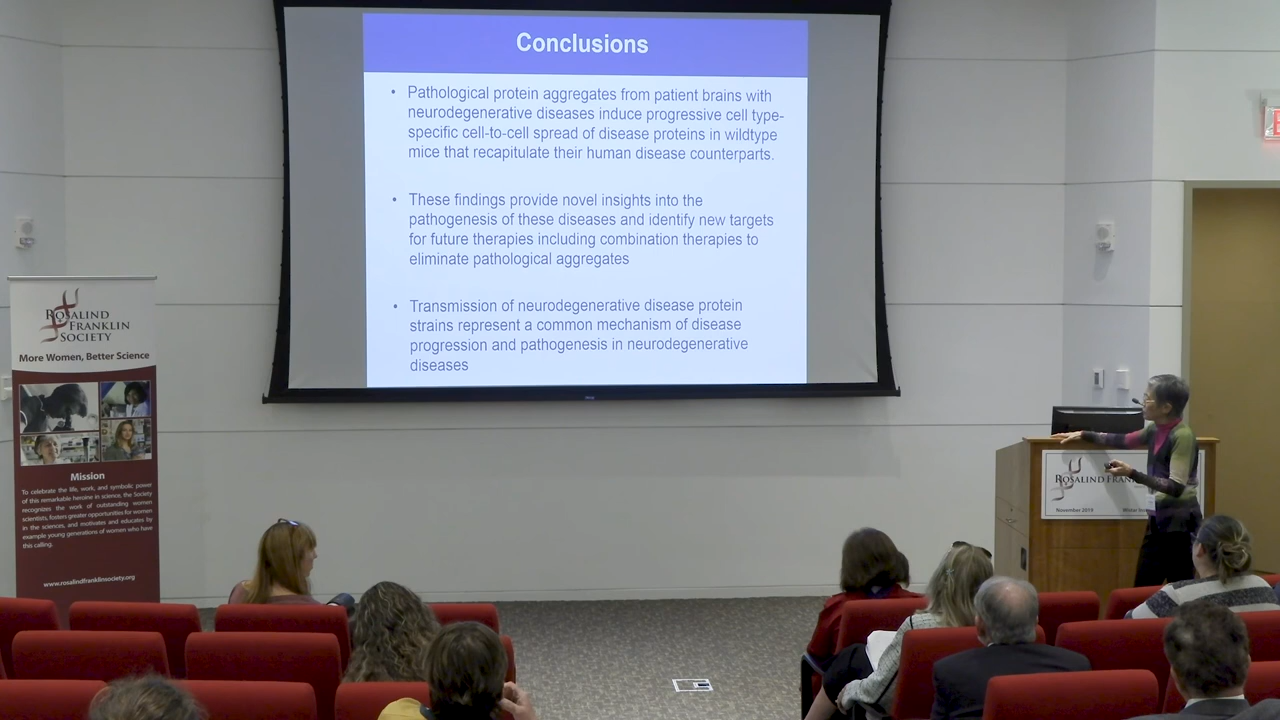 Conclusions
• Pathological protein aggregates from patient brains with
neurodegenerative diseases induce progressive cell type-
specific cell-to-cell spread of disease proteins in wildtype
mice that recapitulate their human disease counterparts.
• These findings provide novel insights into the
pathogenesis of these diseases and identify new targets
for future therapies including combination therapies to
eliminate pathological aggregates
• Transmission of neurodegenerative disease protein
strains represent a common mechanism of disease
progression and pathogenesis in neurodegenerative
diseases
ROSALIND
FRANKLIN
SOCIETY
More Women, Better Science
Mission
To celebrate the life, work, and symbolic power
of this remarkable heroine in science, the Society
recognizes the work of outstanding women
scientists, fosters greater opportunities for women
in the sciences, and motivates and educates by
example young generations of women who have
this calling.
www.rosalindfranklinsociety.org
ROSALIND FRAN
November 2019
E